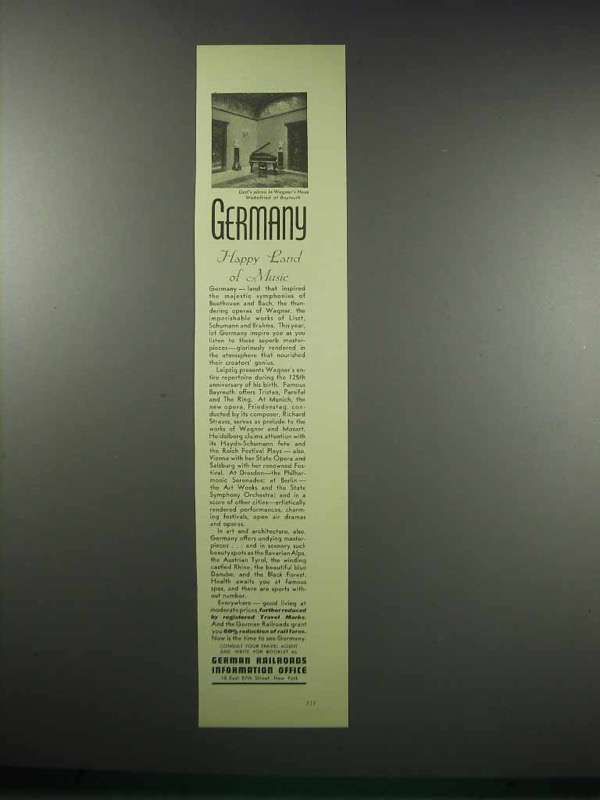 Liszt's piano in Wagner's House
Wahnfried at Bayreuth
GERMANY
Happy Land
of Music
Germany — land that inspired
the majestic symphonies of
Beethoven and Bach, the thun-
dering operas of Wagner, the
imperishable works of Liszt,
Schumann and Brahms. This year,
let Germany inspire you as you
listen to these superb master-
pieces—gloriously rendered in
the atmosphere that nourished
their creators' genius.
Leipzig presents Wagner's en-
tire repertoire during the 125th
anniversary of his birth. Famous
Bayreuth offers Tristan, Parsifal
and The Ring. At Munich, the
new opera, Friedenstag, con-
ducted by its composer, Richard
Strauss, serves as prelude to the
works of Wagner and Mozart.
Heidelberg claims attention with
its Haydn-Schumann fete and
the Reich Festival Plays — also,
Vienna with her State Opera and
Salzburg with her renowned Fes-
tival. At Dresden—the Philhar-
monic Serenades; at Berlin —
the Art Weeks and the State
Symphony Orchestra; and in a
score of other cities—artistically
rendered performances, charm-
ing festivals, open air dramas
and operas.
In art and architecture, also,
Germany offers undying master-
pieces . . . and in scenery such
beauty spots as the Bavarian Alps,
the Austrian Tyrol, the winding
castled Rhine, the beautiful blue
Danube, and the Black Forest.
Health awaits you at famous
spas, and there are sports with-
out number.
Everywhere — good living at
moderate prices further reduced
by registered Travel Marks.
And the German Railroads grant
you 60% reduction of rail fares.
Now is the time to see Germany.
CONSULT YOUR TRAVEL AGENT
AND WRITE FOR BOOKLET
GERMAN RAILROADS
INFORMATION OFFICE
East 57th Street, New York